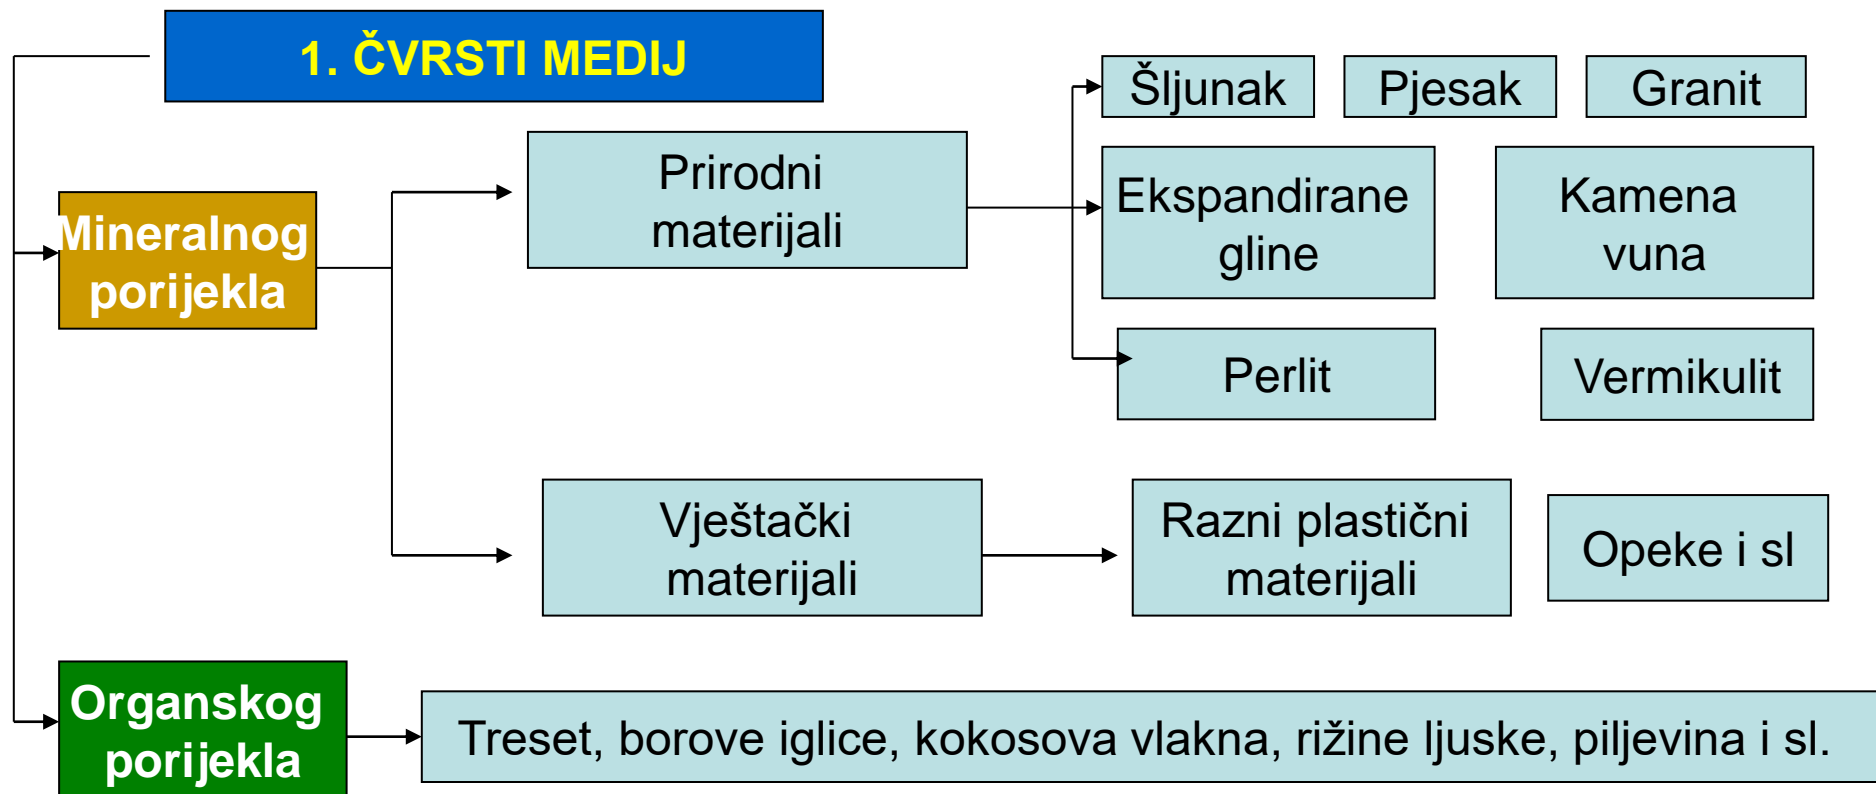 1. ČVRSTI MEDIJ
Šljunak
Pjesak
Granit
Mineralnog
porijekla
Prirodni
materijali
Ekspandirane
gline
Kamena
vuna
Perlit
Vermikulit
Vještački
materijali
Razni plastični
materijali
Opeke i sl
Organskog
porijekla
Treset, borove iglice, kokosova vlakna, rižine ljuske, piljevina i sl.